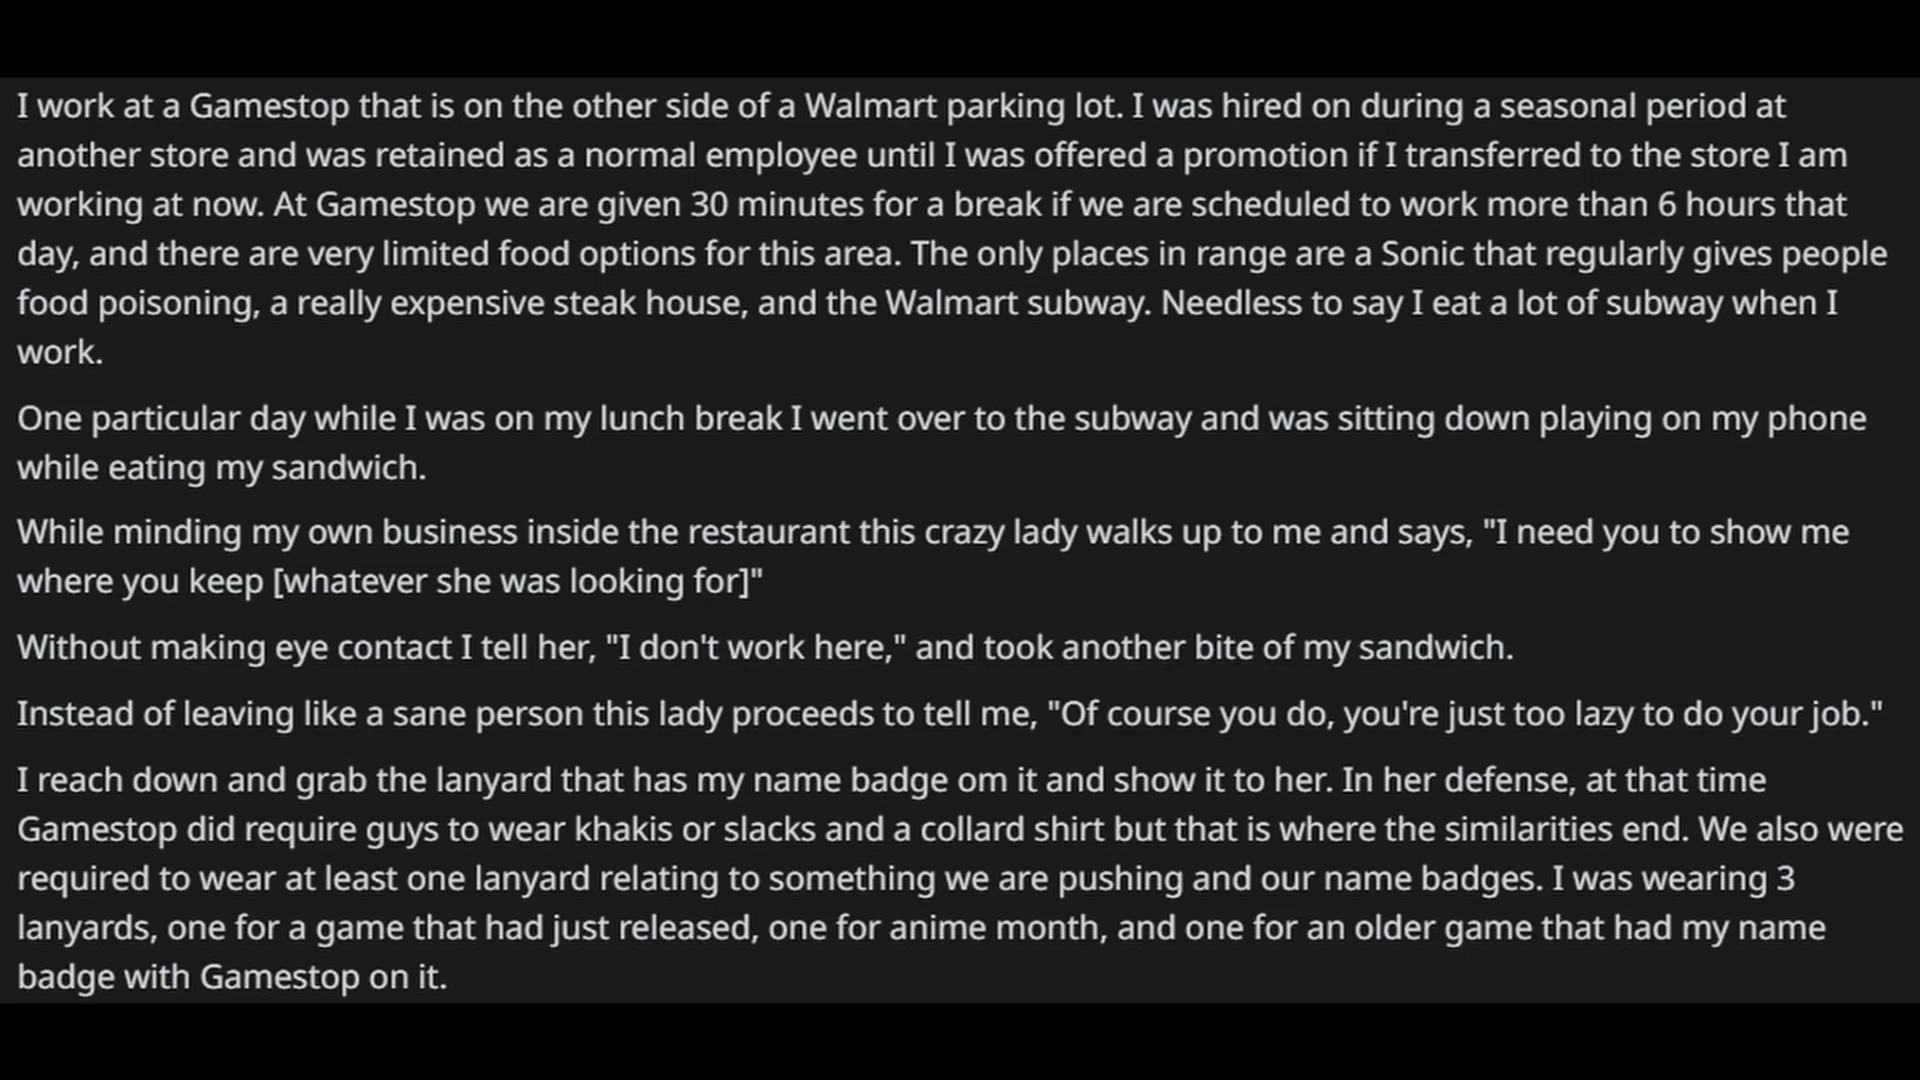 I work at a Gamestop that is on the other side of a Walmart parking lot. I was hired on during a seasonal period at
another store and was retained as a normal employee until I was offered a promotion if I transferred to the store I am
working at now. At Gamestop we are given 30 minutes for a break if we are scheduled to work more than 6 hours that
day, and there are very limited food options for this area. The only places in range are a Sonic that regularly gives people
food poisoning, a really expensive steak house, and the Walmart subway. Needless to say I eat a lot of subway when I
work.
One particular day while I was on my lunch break I went over to the subway and was sitting down playing on my phone
while eating my sandwich.
While minding my own business inside the restaurant this crazy lady walks up to me and says, "I need you to show me
where you keep [whatever she was looking for]"
Without making eye contact I tell her, "I don't work here," and took another bite of my sandwich.
Instead of leaving like a sane person this lady proceeds to tell me, "Of course you do, you're just too lazy to do your job."
I reach down and grab the lanyard that has my name badge om it and show it to her. In her defense, at that time
Gamestop did require guys to wear khakis or slacks and a collard shirt but that is where the similarities end. We also were
required to wear at least one lanyard relating to something we are pushing and our name badges. I was wearing 3
lanyards, one for a game that had just released, one for anime month, and one for an older game that had my name
badge with Gamestop on it.